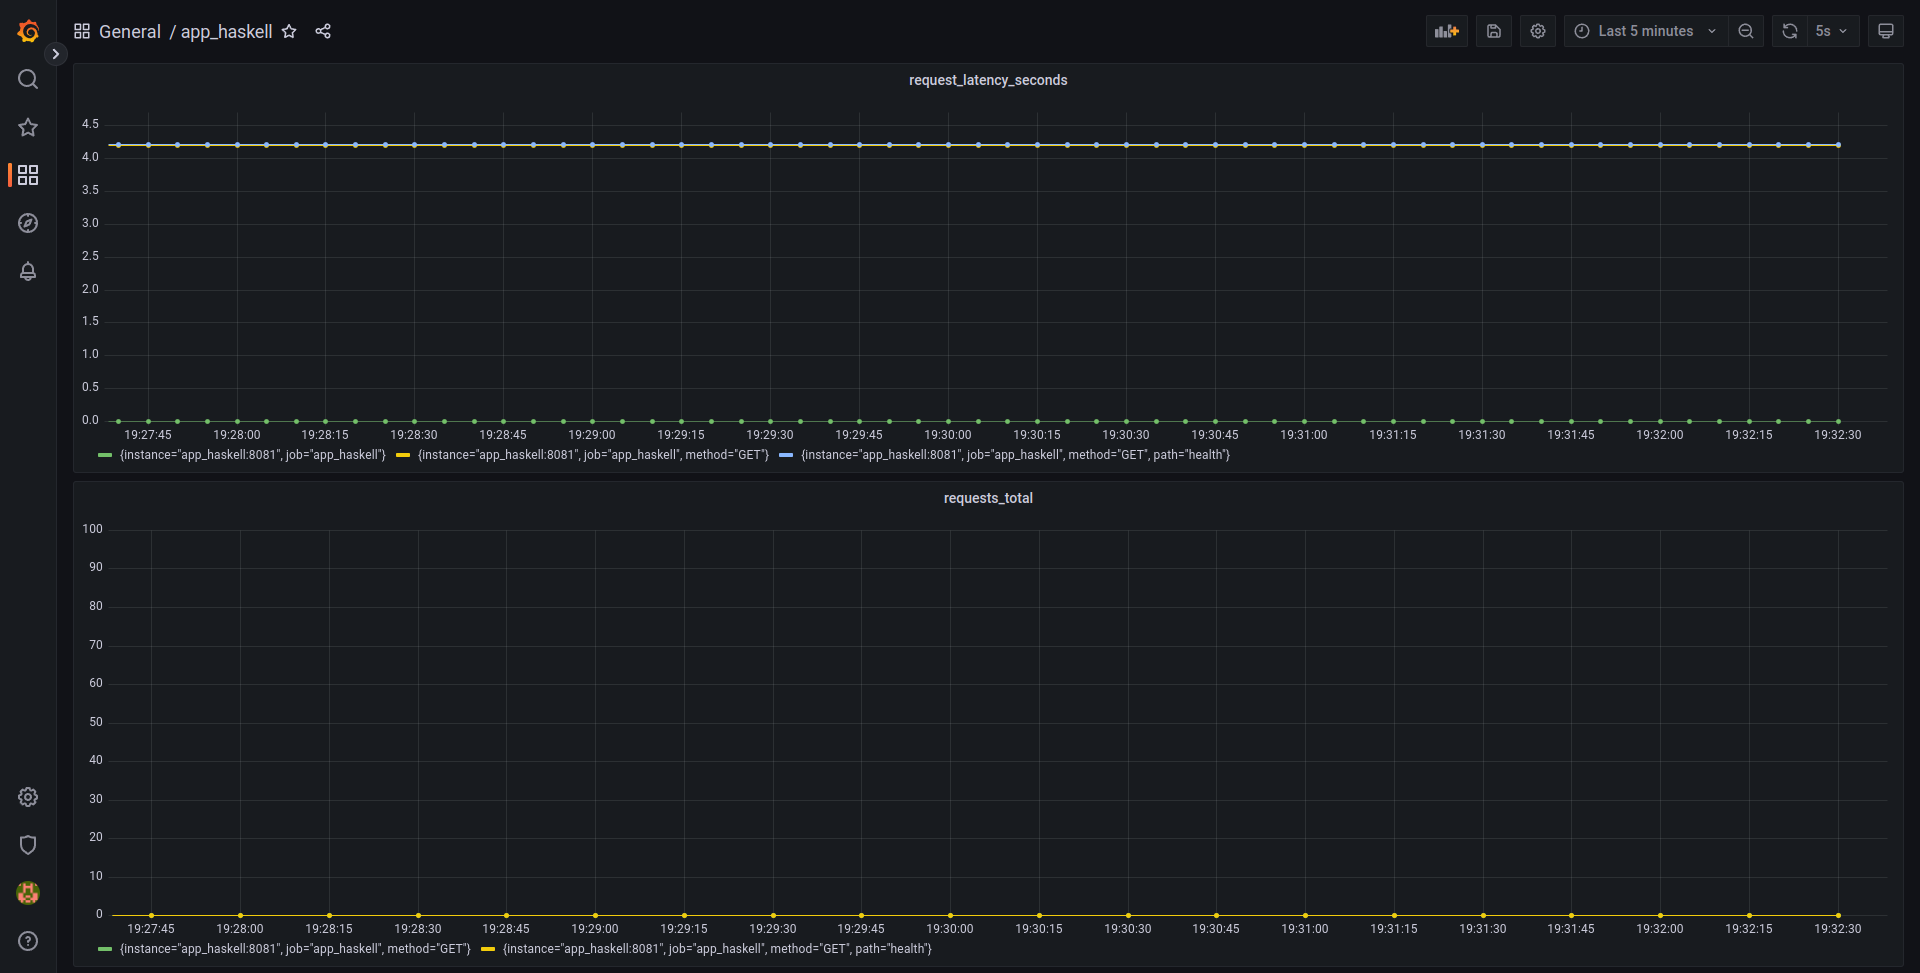 General / app_haskell
Last 5 minutes
5s
request_latency_seconds
4.5
4.0
3.5
3.0
2.5
2.0
1.5
1.0
0.5
0.0
19:27:45 19:28:00 19:28:15 19:28:30 19:28:45 19:29:00 19:29:15 19:29:30 19:29:45 19:30:00 19:30:15 19:30:30 19:30:45 19:31:00 19:31:15 19:31:30 19:31:45 19:32:00 19:32:15 19:32:30
{instance="app_haskell:8081", job="app_haskell"} {instance="app_haskell:8081", job="app_haskell", method="GET"} {instance="app_haskell:8081", job="app_haskell", method="GET", path="health"}
requests_total
100
90
80
70
60
50
40
30
20
10
0
19:27:45 19:28:00 19:28:15 19:28:30 19:28:45 19:29:00 19:29:15 19:29:30 19:29:45 19:30:00 19:30:15 19:30:30 19:30:45 19:31:00 19:31:15 19:31:30 19:31:45 19:32:00 19:32:15 19:32:30
{instance="app_haskell:8081", job="app_haskell", method="GET"} {instance="app_haskell:8081", job="app_haskell", method="GET", path="health"}